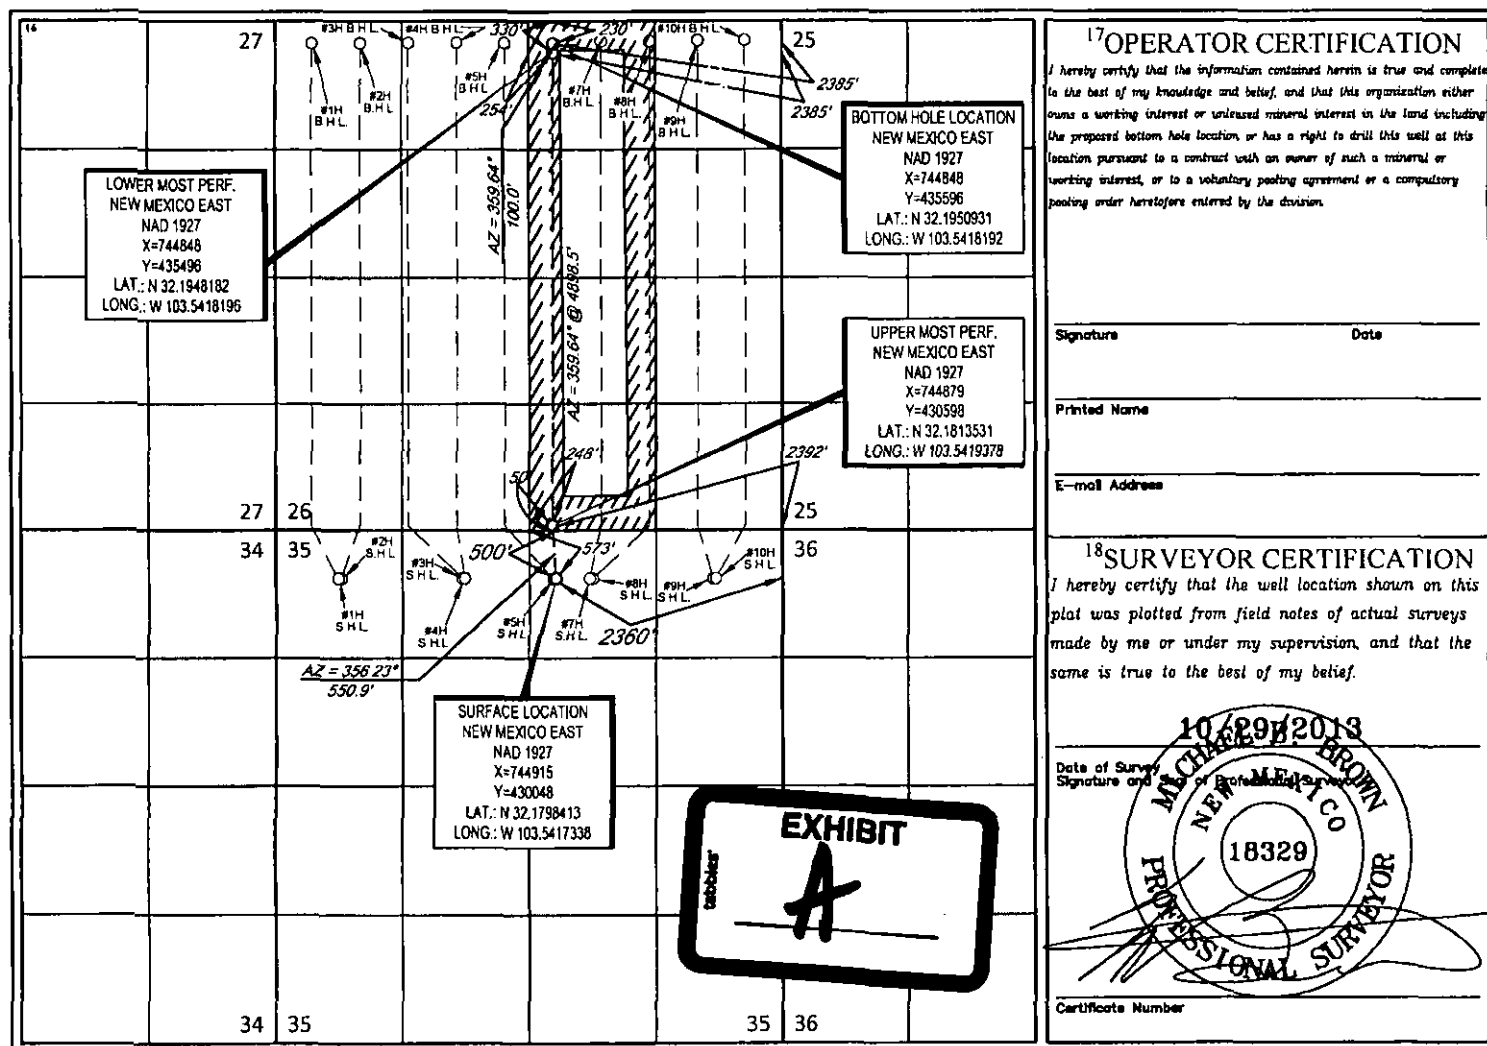 16
27
#3H B.H.L.
#4H B.H.L.
330'
230'
#10H B.H.L.
25
#1H
B.H.L.
#2H
B.H.L.
#5H
B.H.L.
254'
#7H
B.H.L.
#8H
B.H.L.
#9H
B.H.L.
2385'
2385'
AZ = 359.64°
100.0'
AZ = 359.64° @ 4898.5'
LOWER MOST PERF.
NEW MEXICO EAST
NAD 1927
X=744848
Y=435496
LAT.: N 32.1948182
LONG.: W 103.5418196
BOTTOM HOLE LOCATION
NEW MEXICO EAST
NAD 1927
X=744848
Y=435596
LAT.: N 32.1950931
LONG.: W 103.5418192
UPPER MOST PERF.
NEW MEXICO EAST
NAD 1927
X=744879
Y=430598
LAT.: N 32.1813531
LONG.: W 103.5419378
50'
248'
2392'
27 26
25
34 35
36
#2H
S.H.L.
#3H
S.H.L.
500'
573'
#10H
S.H.L.
#8H
S.H.L.
#9H
S.H.L.
#1H
S.H.L.
#4H
S.H.L.
#5H
S.H.L.
#7H
S.H.L.
2360'
AZ = 356.23°
550.9'
SURFACE LOCATION
NEW MEXICO EAST
NAD 1927
X=744915
Y=430048
LAT.: N 32.1798413
LONG.: W 103.5417338
tabbies'
EXHIBIT
A
34 35
35 36
17 OPERATOR CERTIFICATION
I hereby certify that the information contained herein is true and complete
to the best of my knowledge and belief, and that this organization either
owns a working interest or unleased mineral interest in the land including
the proposed bottom hole location or has a right to drill this well at this
location pursuant to a contract with an owner of such a mineral or
working interest, or to a voluntary pooling agreement or a compulsory
pooling order heretofore entered by the division.
Signature Date
Printed Name
E-mail Address
18 SURVEYOR CERTIFICATION
I hereby certify that the well location shown on this
plat was plotted from field notes of actual surveys
made by me or under my supervision, and that the
same is true to the best of my belief.
10/29/2013
Date of Survey
Signature and Seal of Professional Surveyor
MICHAEL B. BROWN
NEW MEXICO
18329
PROFESSIONAL SURVEYOR
Certificate Number